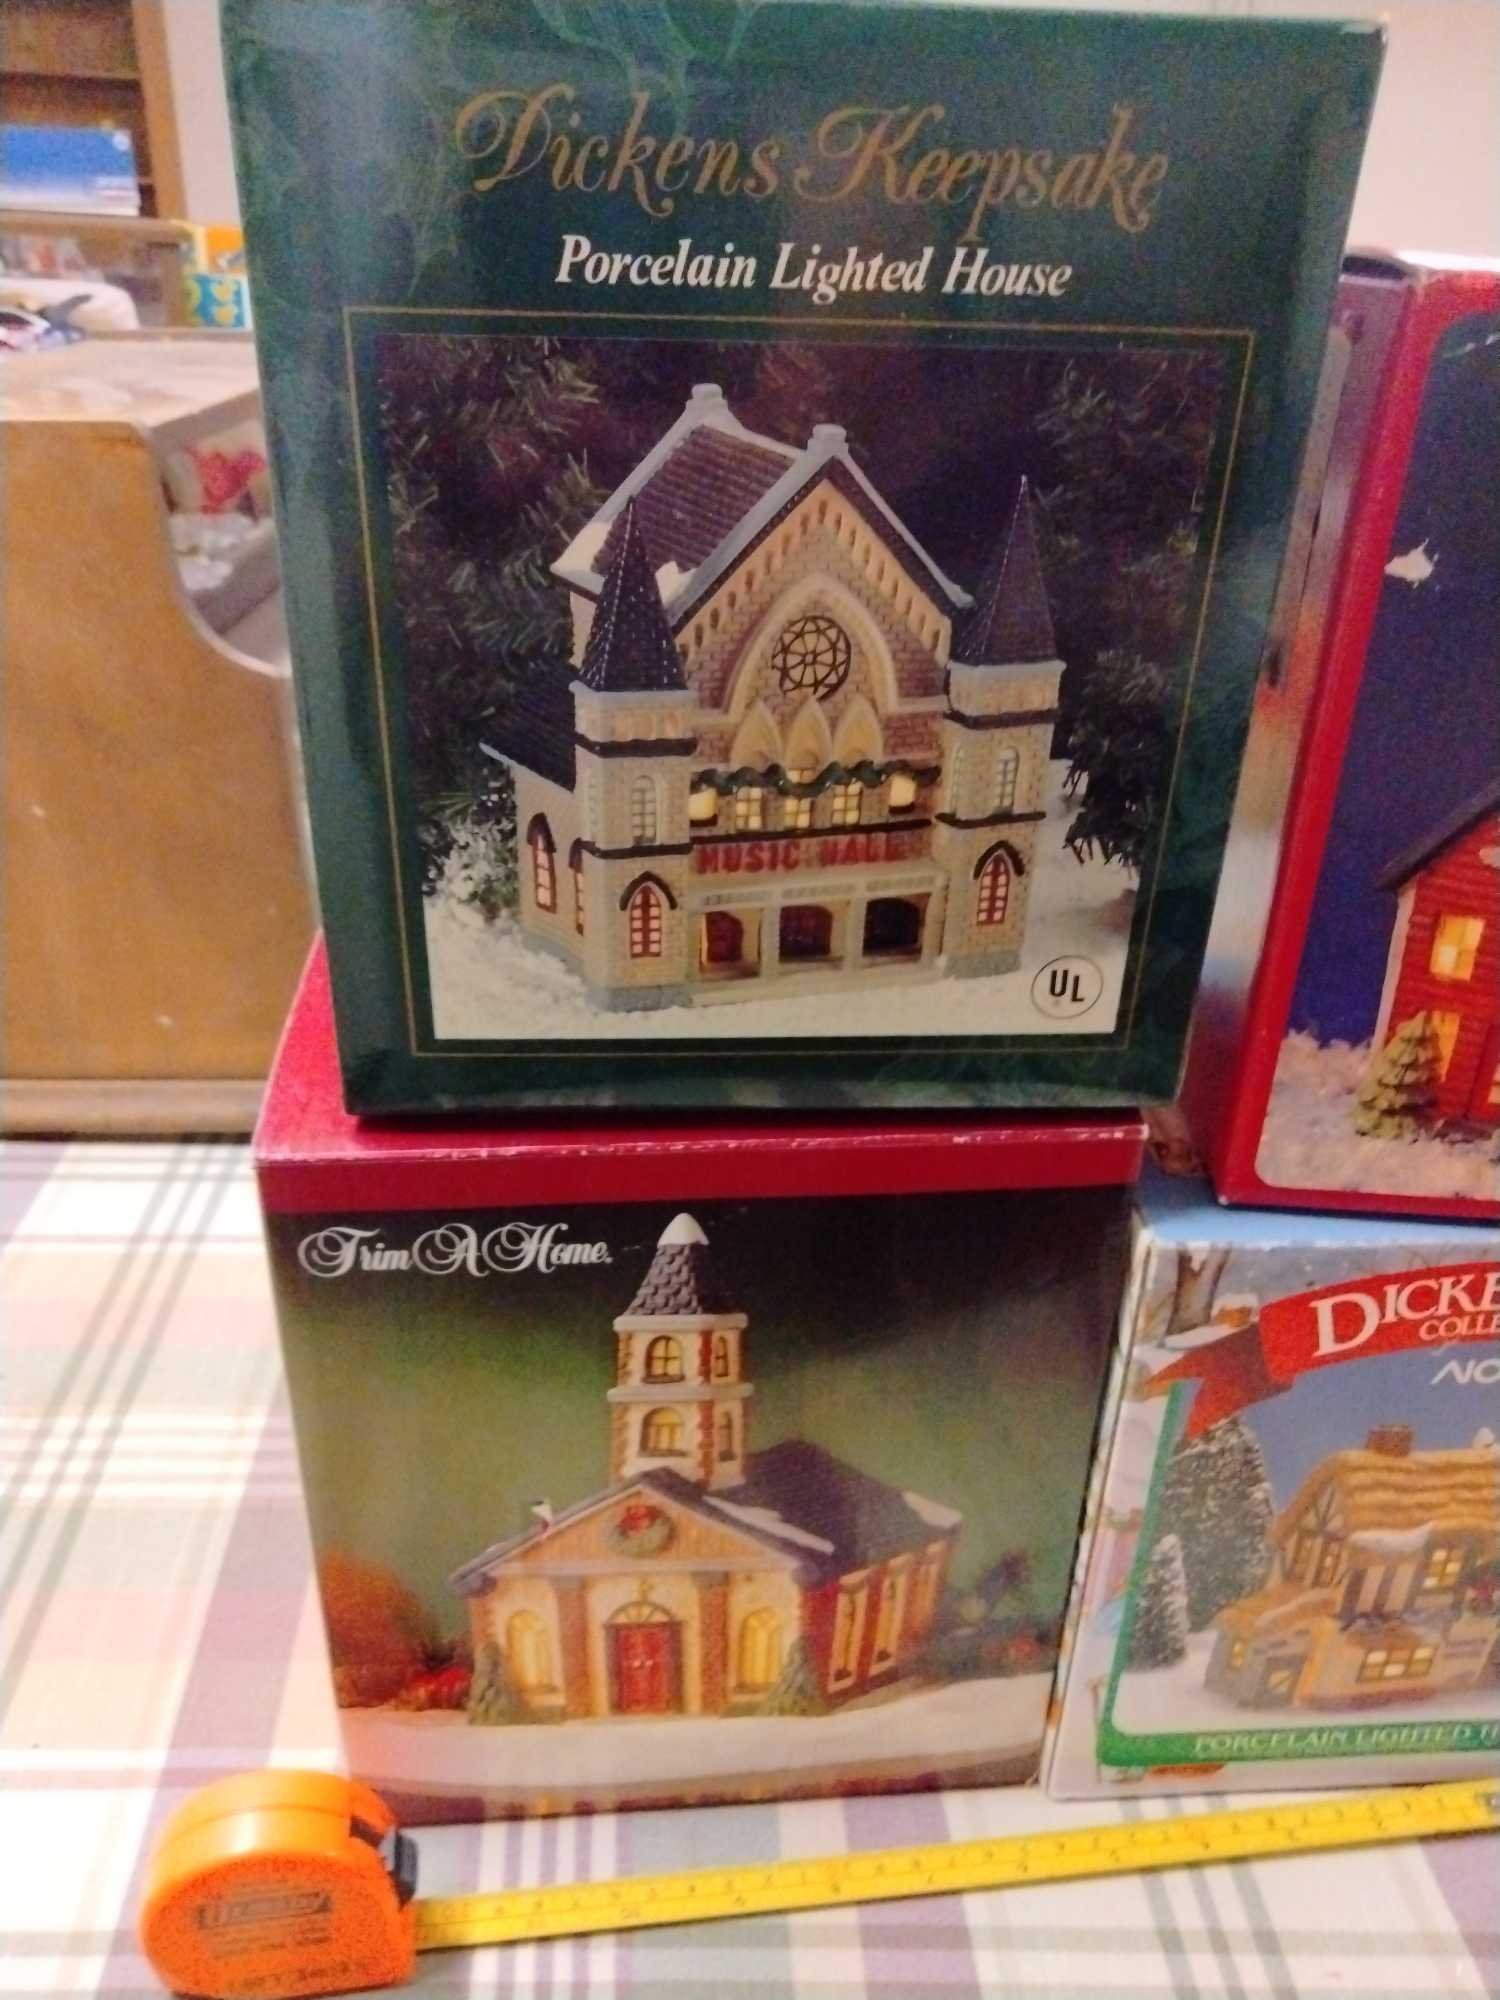 Dickens Keepsake
Porcelain Lighted House
MUSIC HALL
UL
Trim A Home
DICKE
COLLE
NO
PORCELAIN LIGHTED H